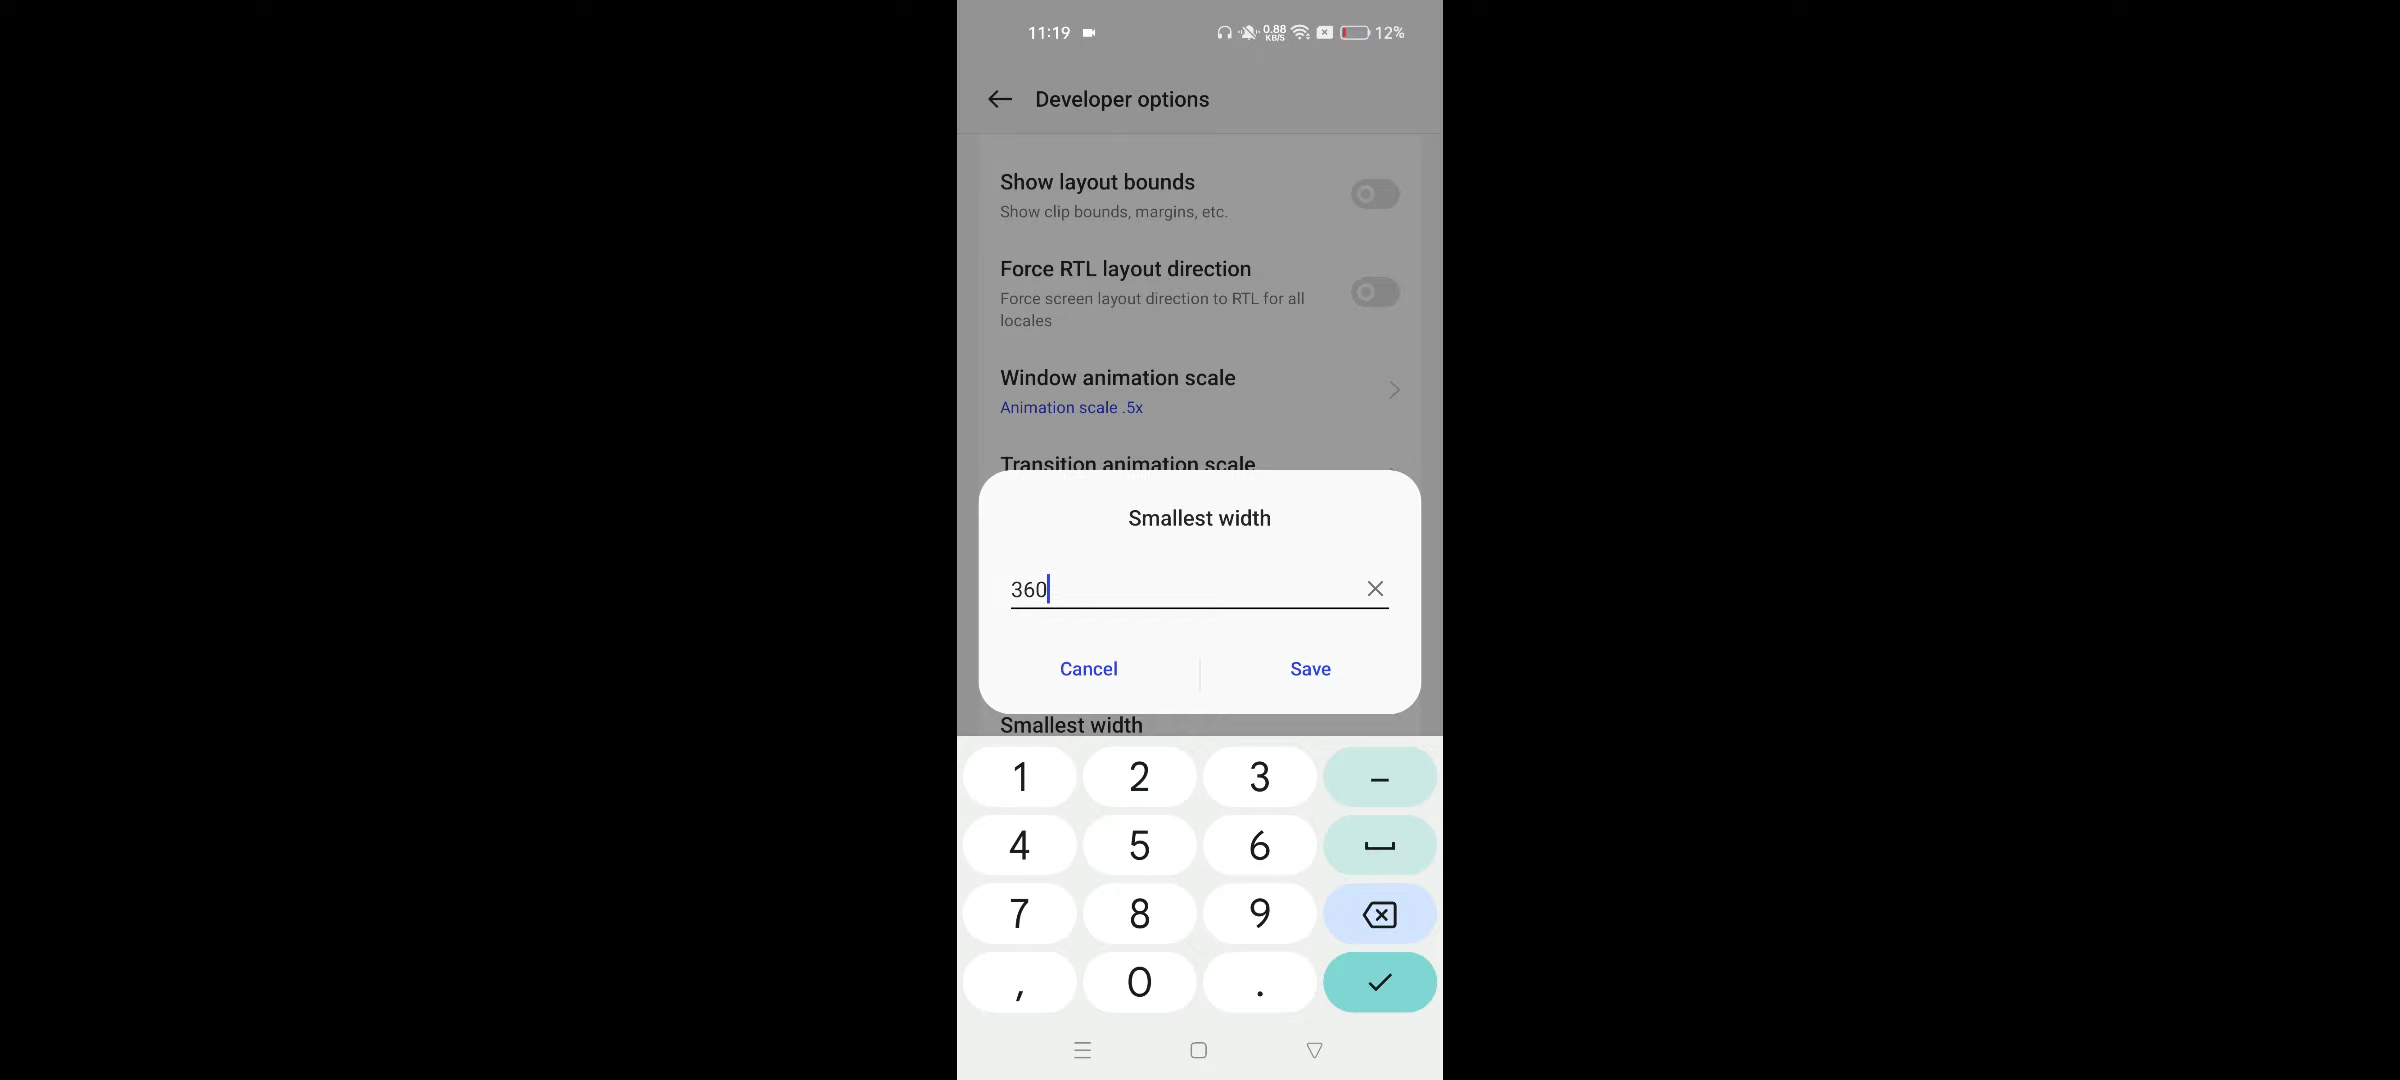 11:19
0.88
KB/S
12%
Developer options
Show layout bounds
Show clip bounds, margins, etc.
Force RTL layout direction
Force screen layout direction to RTL for all
locales
Window animation scale
Animation scale .5x
Transition animation scale
Smallest width
360
Cancel
Save
Smallest width
1 2 3 –
4 5 6
7 8 9
, 0 .